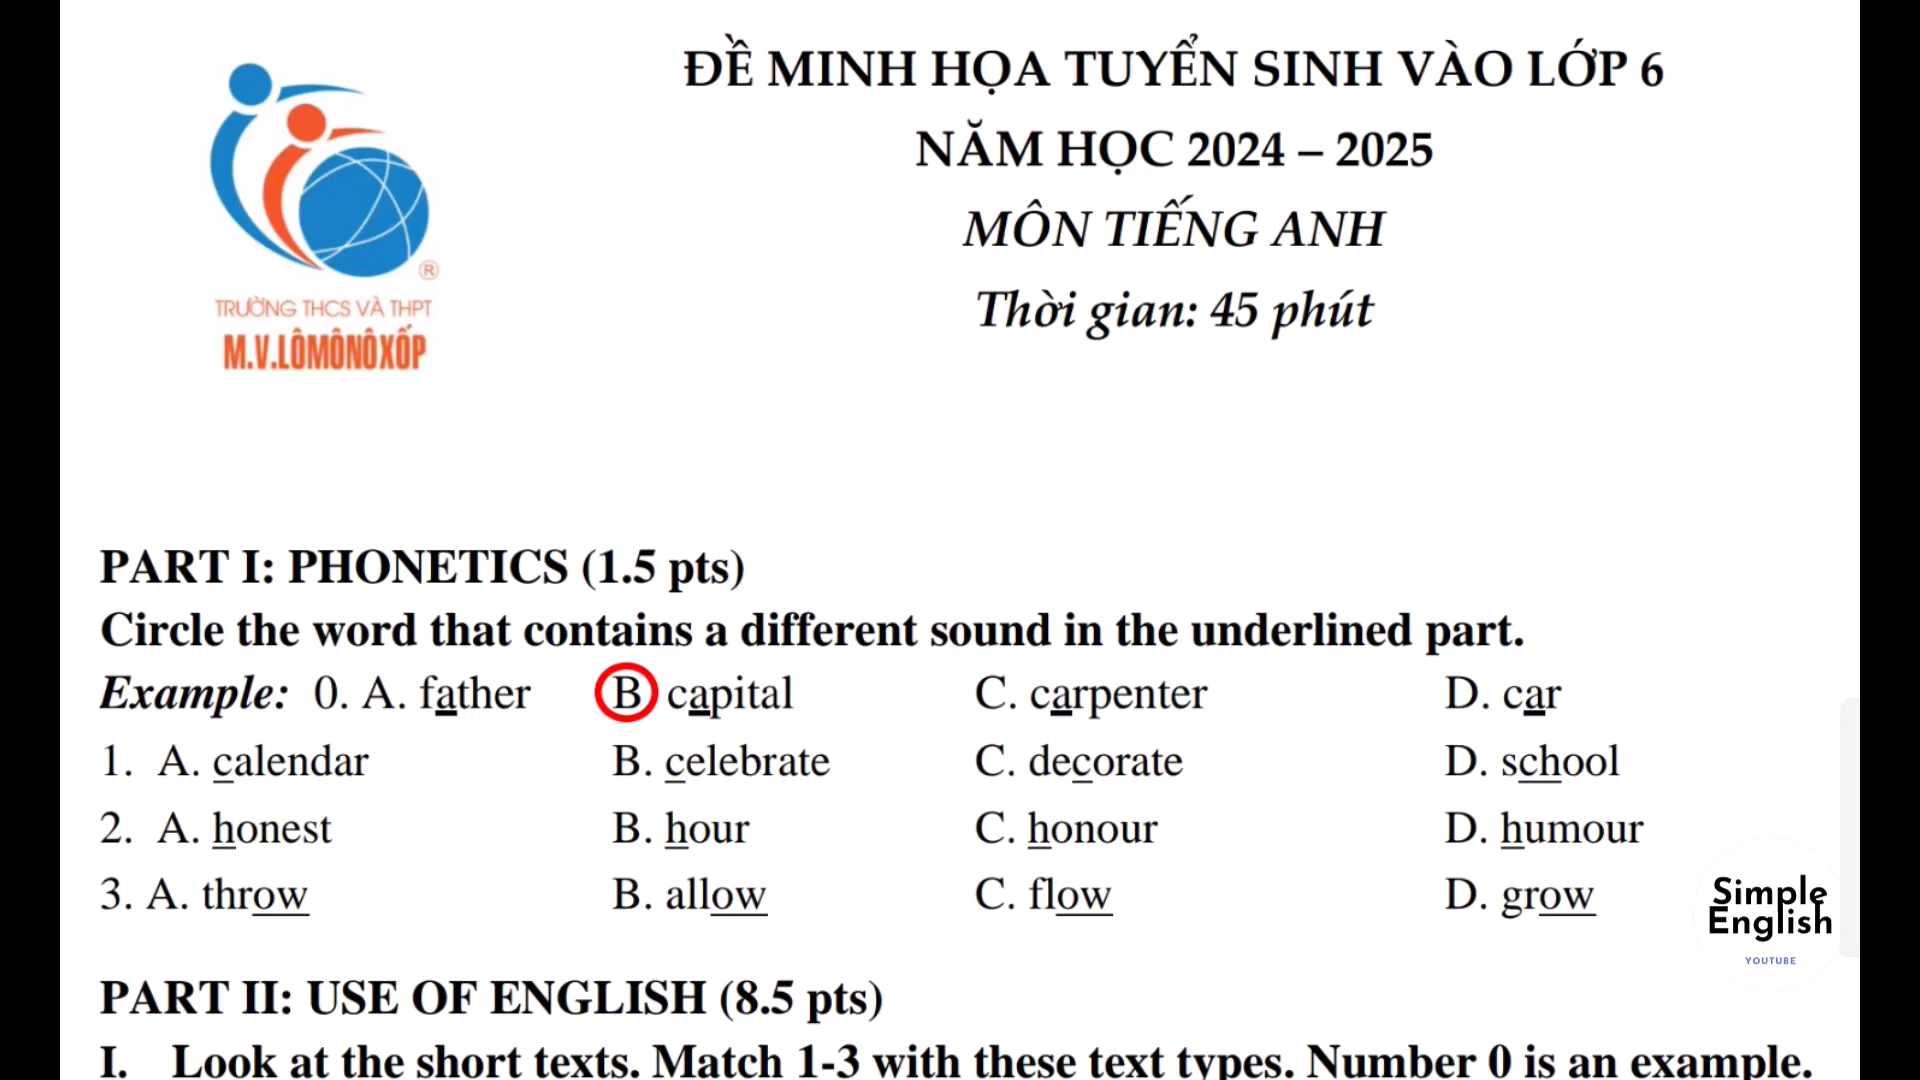 ĐỀ MINH HỌA TUYỂN SINH VÀO LỚP 6
NĂM HỌC 2024 – 2025
MÔN TIẾNG ANH
Thời gian: 45 phút
®
TRƯỜNG THCS VÀ THPT
M.V.LÔMÔNÔXỐP
PART I: PHONETICS (1.5 pts)
Circle the word that contains a different sound in the underlined part.
Example: 0. A. father B capital C. carpenter D. car
1. A. calendar B. celebrate C. decorate D. school
2. A. honest B. hour C. honour D. humour
3. A. throw B. allow C. flow D. grow
Simple
English
YOUTUBE
PART II: USE OF ENGLISH (8.5 pts)
I. Look at the short texts. Match 1-3 with these text types. Number 0 is an example.